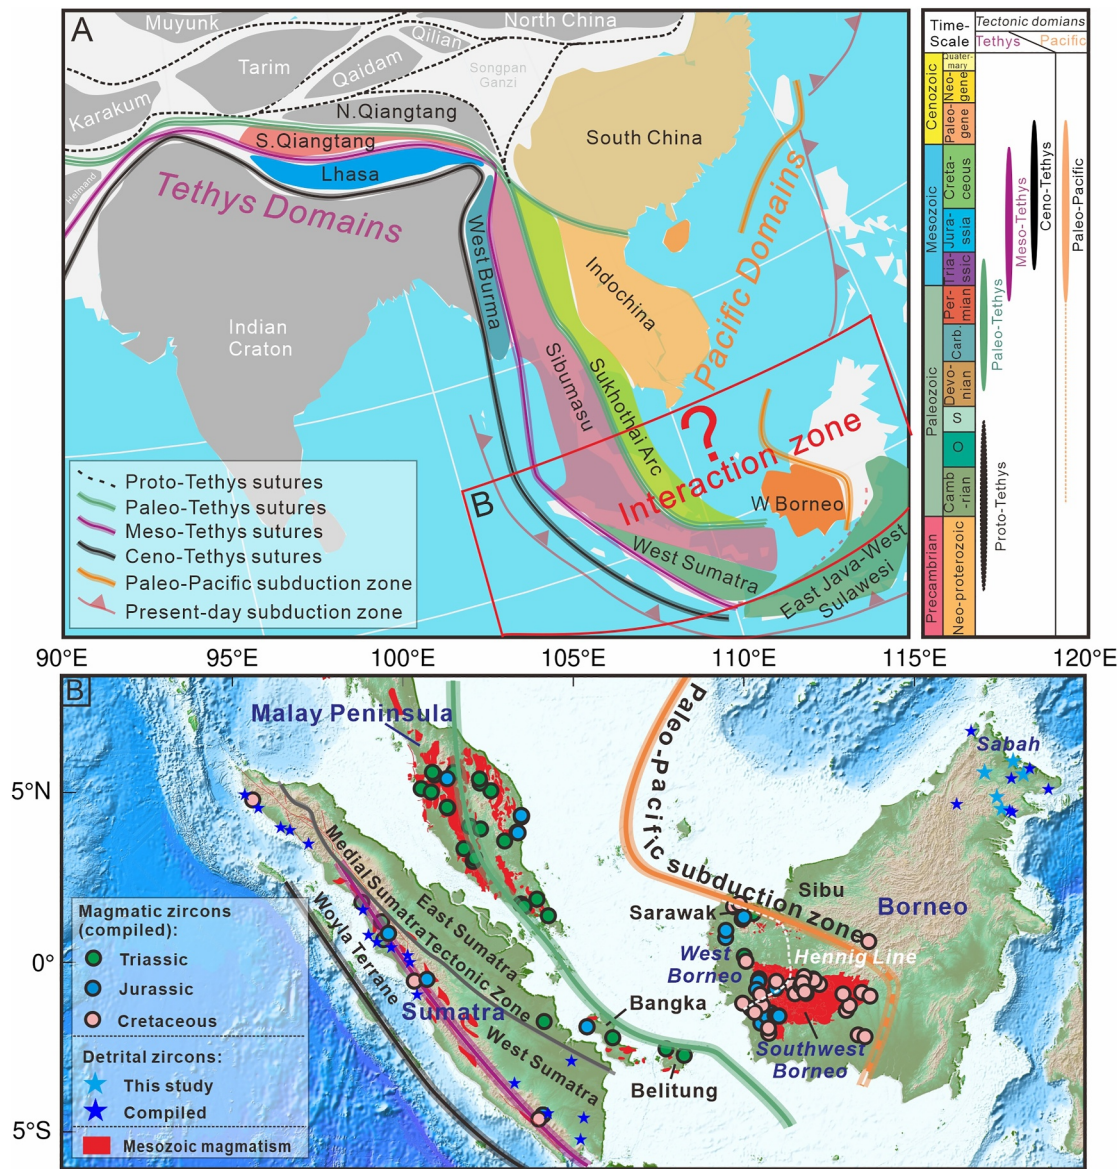 A
Muyunk
North China
Qilian
Tarim
Qaidam
Songpan
Ganzi
Karakum
N.Qiangtang
S.Qiangtang
South China
Lhasa
Helmand
Tethys Domains
West Burma
Indochina
Pacific Domains
Indian
Craton
Sibumasu
Sukhothai Arc
?
Interaction zone
B
W Borneo
West Sumatra
East Java-West
Sulawesi
Proto-Tethys sutures
Paleo-Tethys sutures
Meso-Tethys sutures
Ceno-Tethys sutures
Paleo-Pacific subduction zone
Present-day subduction zone
Time-
Scale
Tectonic domians
Tethys
Pacific
Cenozoic
Quater-
mary
Neo-
gene
Paleo-
gene
Mesozoic
Creta-
ceous
Jura-
ssia
Tria-
ssic
Paleozoic
Per-
mian
Carb.
Devo-
nian
S
O
Camb
-rian
Precambrian
Neo-proterozoic
Proto-Tethys
Paleo-Tethys
Meso-Tethys
Ceno-Tethys
Paleo-Pacific
90°E
95°E
100°E
105°E
110°E
115°E
120°E
B
5°N
0°
5°S
Malay Peninsula
Paleo-Pacific subduction zone
Sabah
Medial Sumatra Tectonic Zone
East Sumatra
Woyla Terrane
Sumatra
West Sumatra
Sibu
Sarawak
Borneo
West
Borneo
Hennig Line
Bangka
Southwest
Borneo
Belitung
Magmatic zircons
(compiled):
Triassic
Jurassic
Cretaceous
Detrital zircons:
This study
Compiled
Mesozoic magmatism